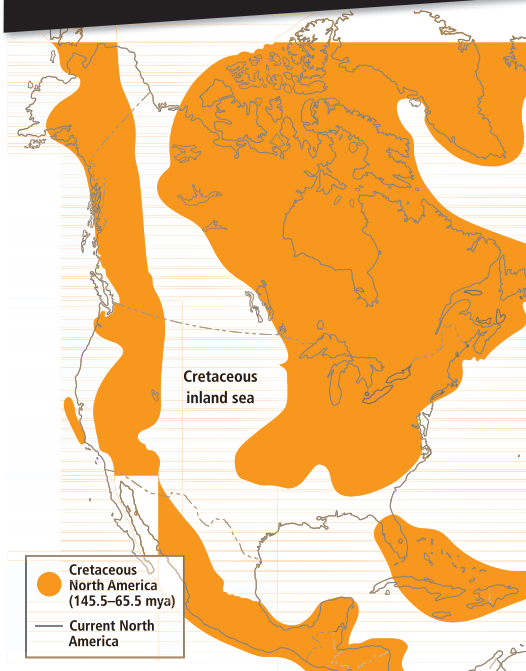 Cretaceous
inland sea
Cretaceous
North America
(145.5–65.5 mya)
Current North
America